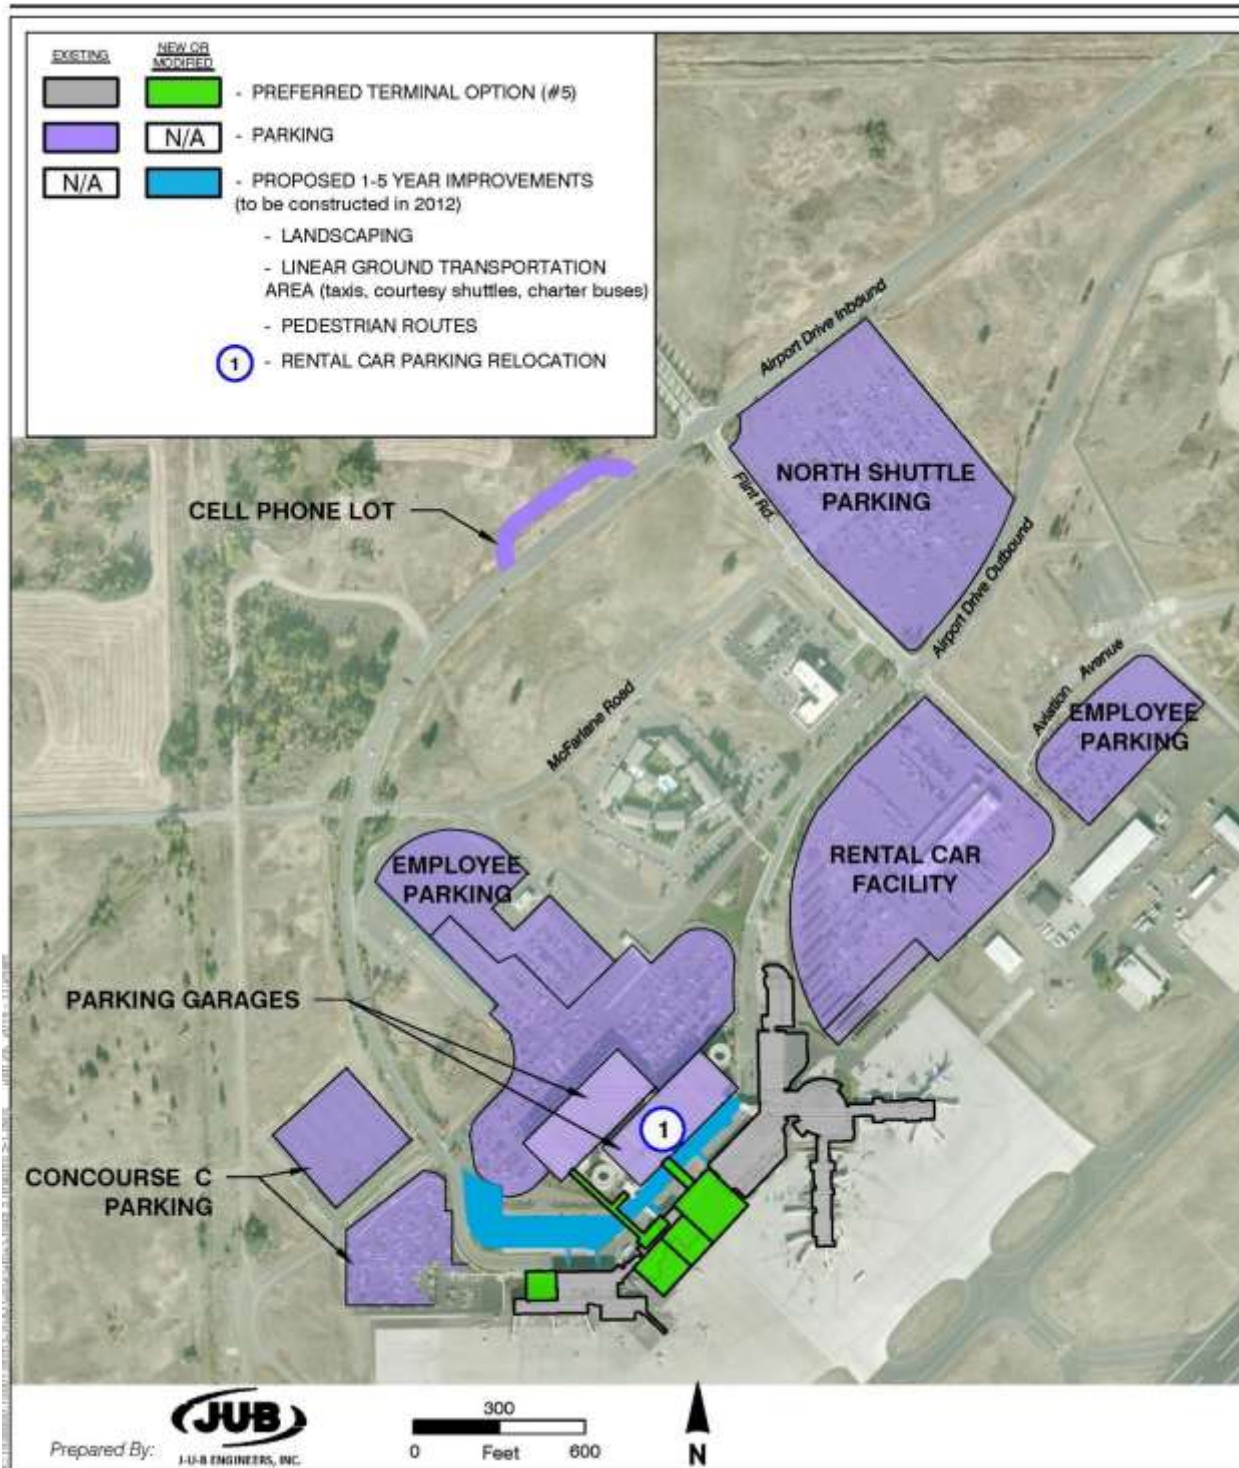 EXISTING
NEW OR
MODIFIED
- PREFERRED TERMINAL OPTION (#5)
N/A
- PARKING
N/A
- PROPOSED 1-5 YEAR IMPROVEMENTS
(to be constructed in 2012)
- LANDSCAPING
- LINEAR GROUND TRANSPORTATION
AREA (taxis, courtesy shuttles, charter buses)
- PEDESTRIAN ROUTES
1
- RENTAL CAR PARKING RELOCATION
Airport Drive Inbound
NORTH SHUTTLE
PARKING
Flint Rd.
CELL PHONE LOT
Airport Drive Outbound
Aviation Avenue
EMPLOYEE
PARKING
McFarlane Road
RENTAL CAR
FACILITY
EMPLOYEE
PARKING
PARKING GARAGES
1
CONCOURSE C
PARKING
Prepared By:
J-U-B
J-U-B ENGINEERS, INC.
300
0
Feet
600
N